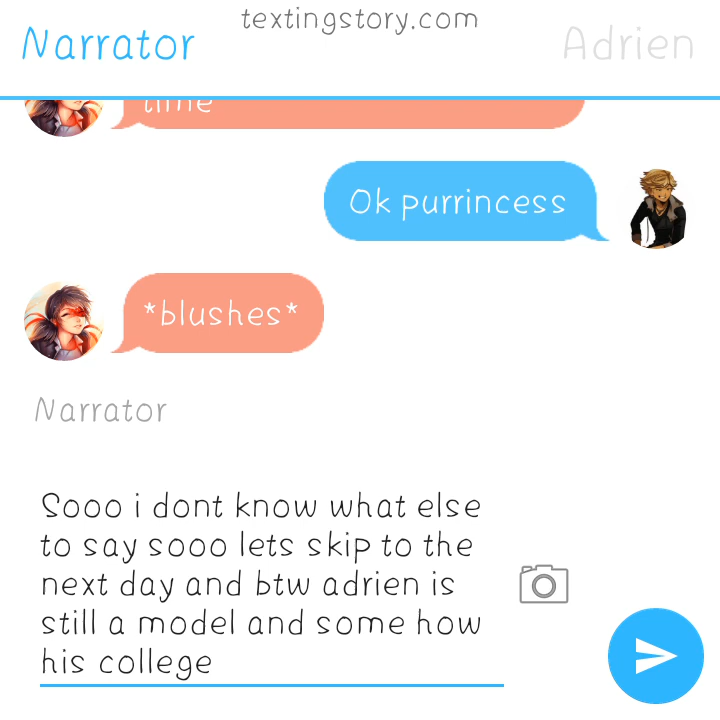 textingstory.com
Narrator
Adrien
time
Ok purrincess
*blushes*
Narrator
Sooo i dont know what else
to say sooo lets skip to the
next day and btw adrien is
still a model and some how
his college